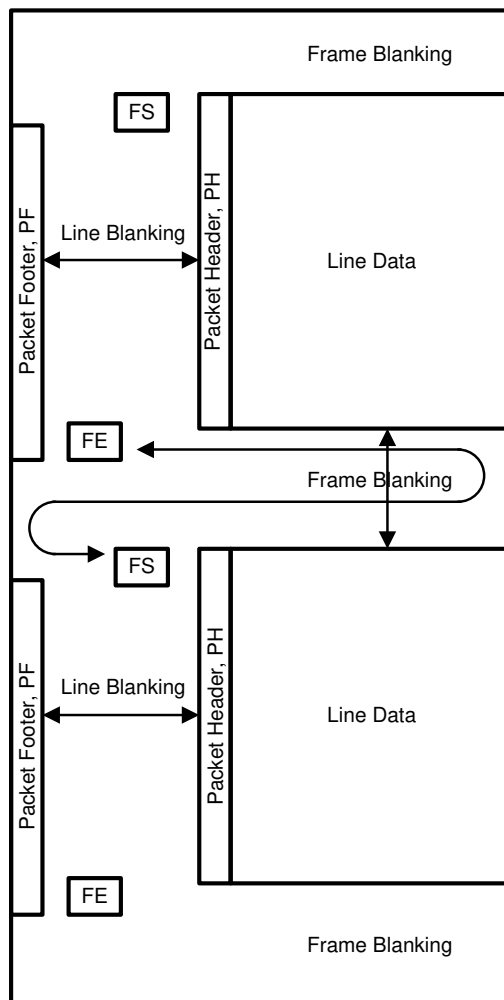 Frame Blanking
FS
Packet Footer, PF
Line Blanking
Packet Header, PH
Line Data
FE
Frame Blanking
FS
Packet Footer, PF
Line Blanking
Packet Header, PH
Line Data
FE
Frame Blanking